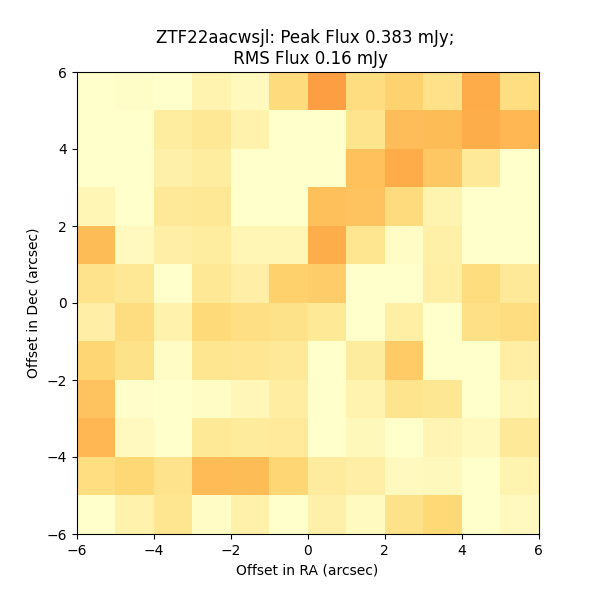 ZTF22aacwsjl: Peak Flux 0.383 mJy;
RMS Flux 0.16 mJy
6
4
2
0
−2
−4
−6
Offset in Dec (arcsec)
−6 −4 −2 0 2 4 6
Offset in RA (arcsec)